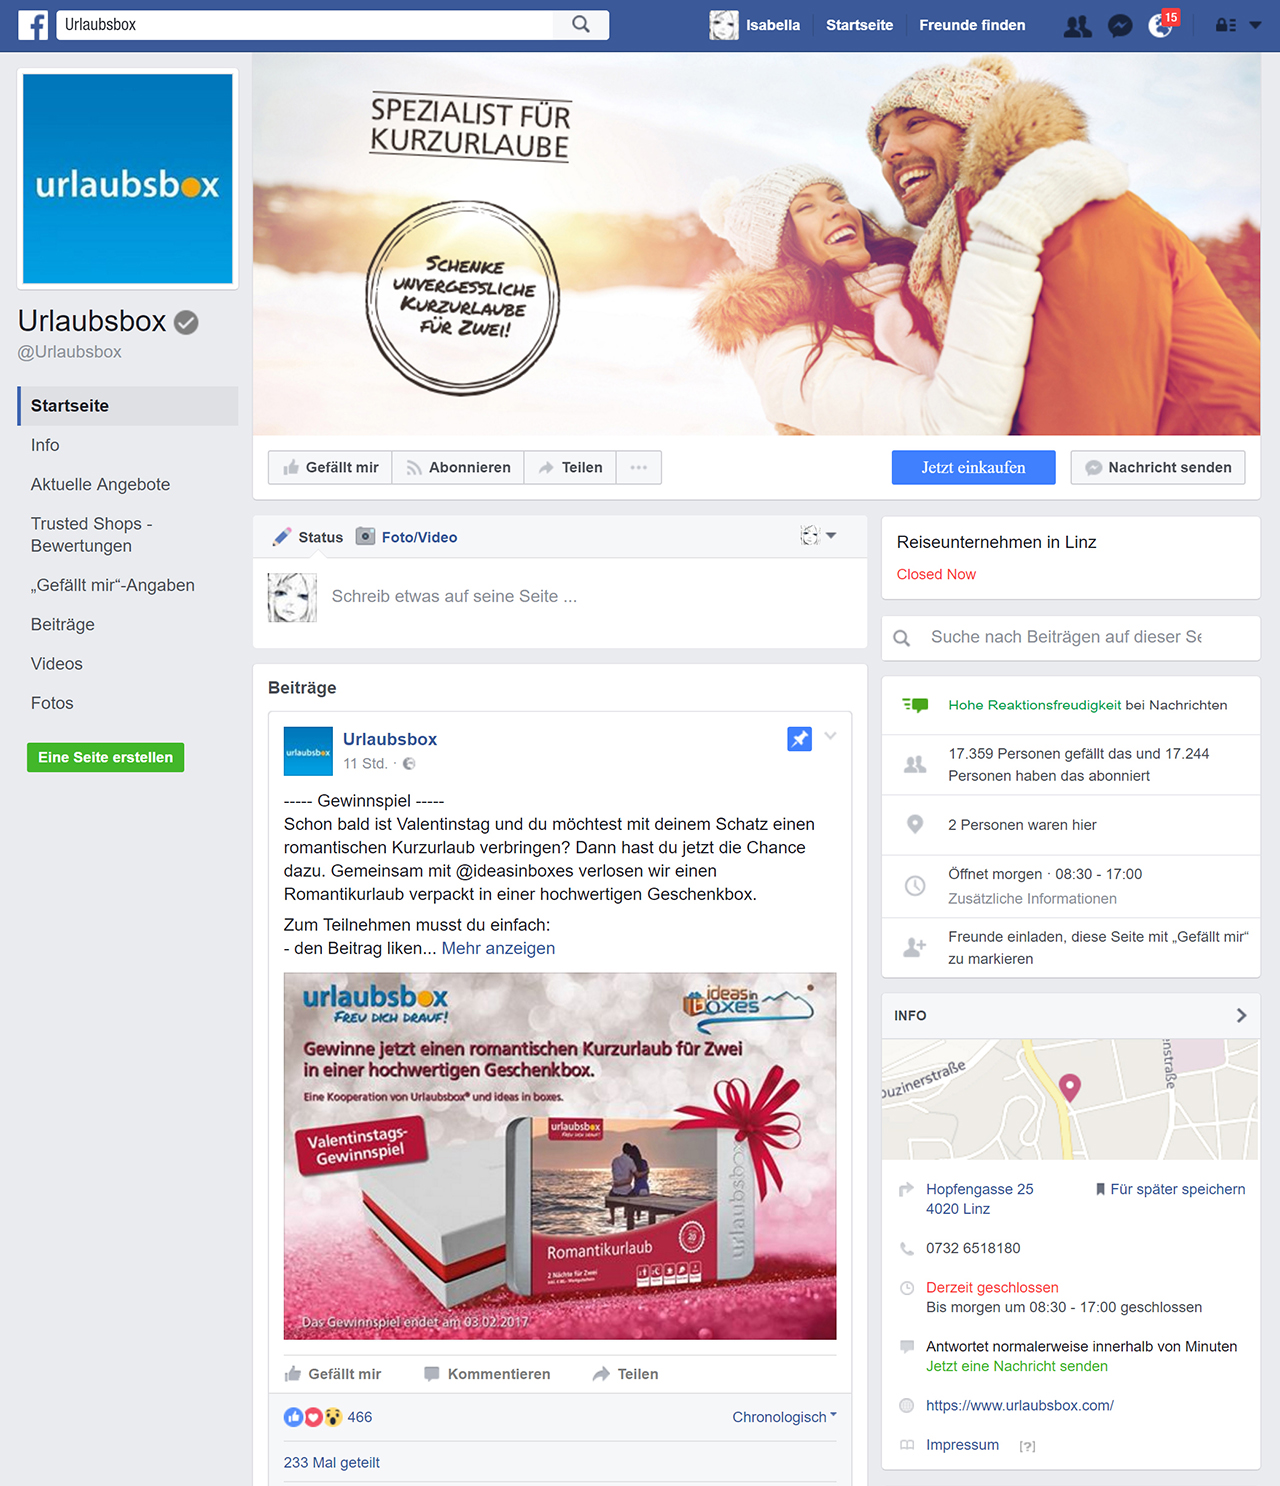 Urlaubsbox
Isabella
Startseite
Freunde finden
15
urlaubsbox
Urlaubsbox
@Urlaubsbox
Startseite
Info
Aktuelle Angebote
Trusted Shops -
Bewertungen
„Gefällt mir“-Angaben
Beiträge
Videos
Fotos
Eine Seite erstellen
SPEZIALIST FÜR
KURZURLAUBE
SCHENKE
UNVERGESSLICHE
KURZURLAUBE
FÜR ZWEI!
Gefällt mir
Abonnieren
Teilen
Jetzt einkaufen
Nachricht senden
Status
Foto/Video
Schreib etwas auf seine Seite ...
Beiträge
urlaubsbox
Urlaubsbox
11 Std. ·
----- Gewinnspiel -----
Schon bald ist Valentinstag und du möchtest mit deinem Schatz einen
romantischen Kurzurlaub verbringen? Dann hast du jetzt die Chance
dazu. Gemeinsam mit @ideasinboxes verlosen wir einen
Romantikurlaub verpackt in einer hochwertigen Geschenkbox.
Zum Teilnehmen musst du einfach:
- den Beitrag liken... Mehr anzeigen
urlaubsbox
FREU DICH DRAUF!
ideas in
boxes
Gewinne jetzt einen romantischen Kurzurlaub für Zwei
in einer hochwertigen Geschenkbox.
Eine Kooperation von Urlaubsbox® und ideas in boxes.
Valentinstags-
Gewinnspiel
urlaubsbox
FREU DICH DRAUF!
urlaubsbox
Romantikurlaub
2 Nächte für Zwei
Das Gewinnspiel endet am 03.02.2017
Gefällt mir
Kommentieren
Teilen
466
Chronologisch
233 Mal geteilt
Reiseunternehmen in Linz
Closed Now
Suche nach Beiträgen auf dieser Se
Hohe Reaktionsfreudigkeit bei Nachrichten
17.359 Personen gefällt das und 17.244
Personen haben das abonniert
2 Personen waren hier
Öffnet morgen · 08:30 - 17:00
Zusätzliche Informationen
Freunde einladen, diese Seite mit „Gefällt mir“
zu markieren
INFO
ouzinerstraße
enstraße
Hopfengasse 25
4020 Linz
Für später speichern
0732 6518180
Derzeit geschlossen
Bis morgen um 08:30 - 17:00 geschlossen
Antwortet normalerweise innerhalb von Minuten
Jetzt eine Nachricht senden
https://www.urlaubsbox.com/
Impressum
[?]